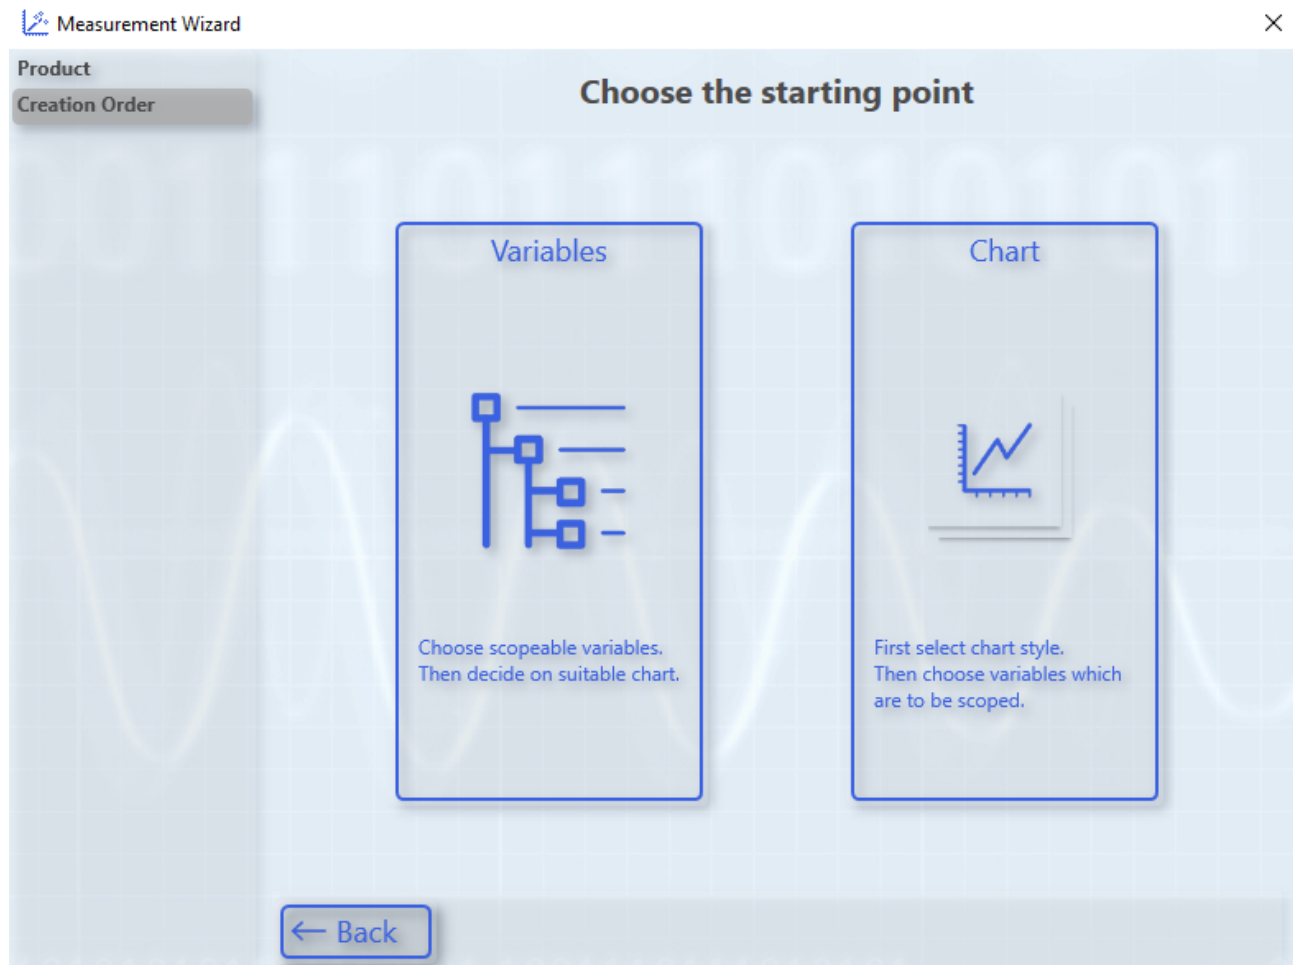 Measurement Wizard
Product
Creation Order
Choose the starting point
001110111010101
Variables
Choose scopeable variables.
Then decide on suitable chart.
Chart
First select chart style.
Then choose variables which
are to be scoped.
Back